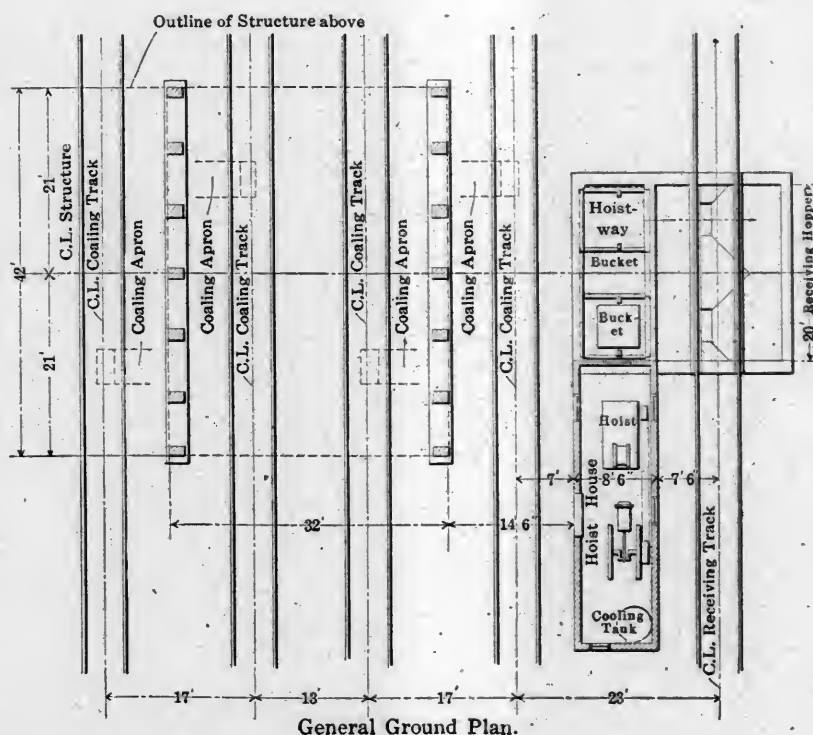 Outline of Structure above
42'
21'
21'
C.L. Structure
C.L. Coaling Track
Coaling Apron
Coaling Apron
C.L. Coaling Track
C.L. Coaling Track
Coaling Apron
Coaling Apron
C.L. Coaling Track
Hoist-
way
Bucket
Buck-
et
20' Receiving Hopper
Hoist
Hoist House
7'
8'6"
7'6"
32'
14'6"
Cooling
Tank
C.L. Receiving Track
17'
13'
17'
23'
General Ground Plan.